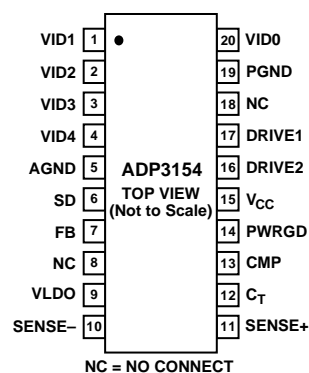 VID1 1 20 VID0
VID2 2 19 PGND
VID3 3 18 NC
VID4 4 17 DRIVE1
AGND 5 ADP3154 16 DRIVE2
SD 6 TOP VIEW 15 VCC
(Not to Scale)
FB 7 14 PWRGD
NC 8 13 CMP
VLDO 9 12 CT
SENSE– 10 11 SENSE+
NC = NO CONNECT